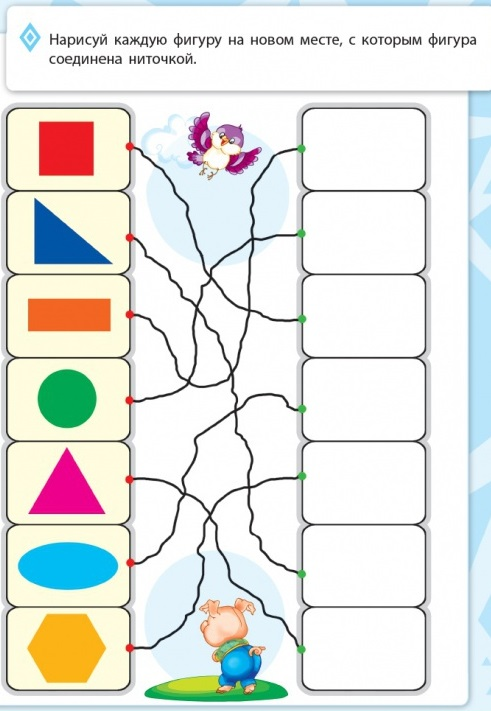 Нарисуй каждую фигуру на новом месте, с которым фигура
соединена ниточкой.